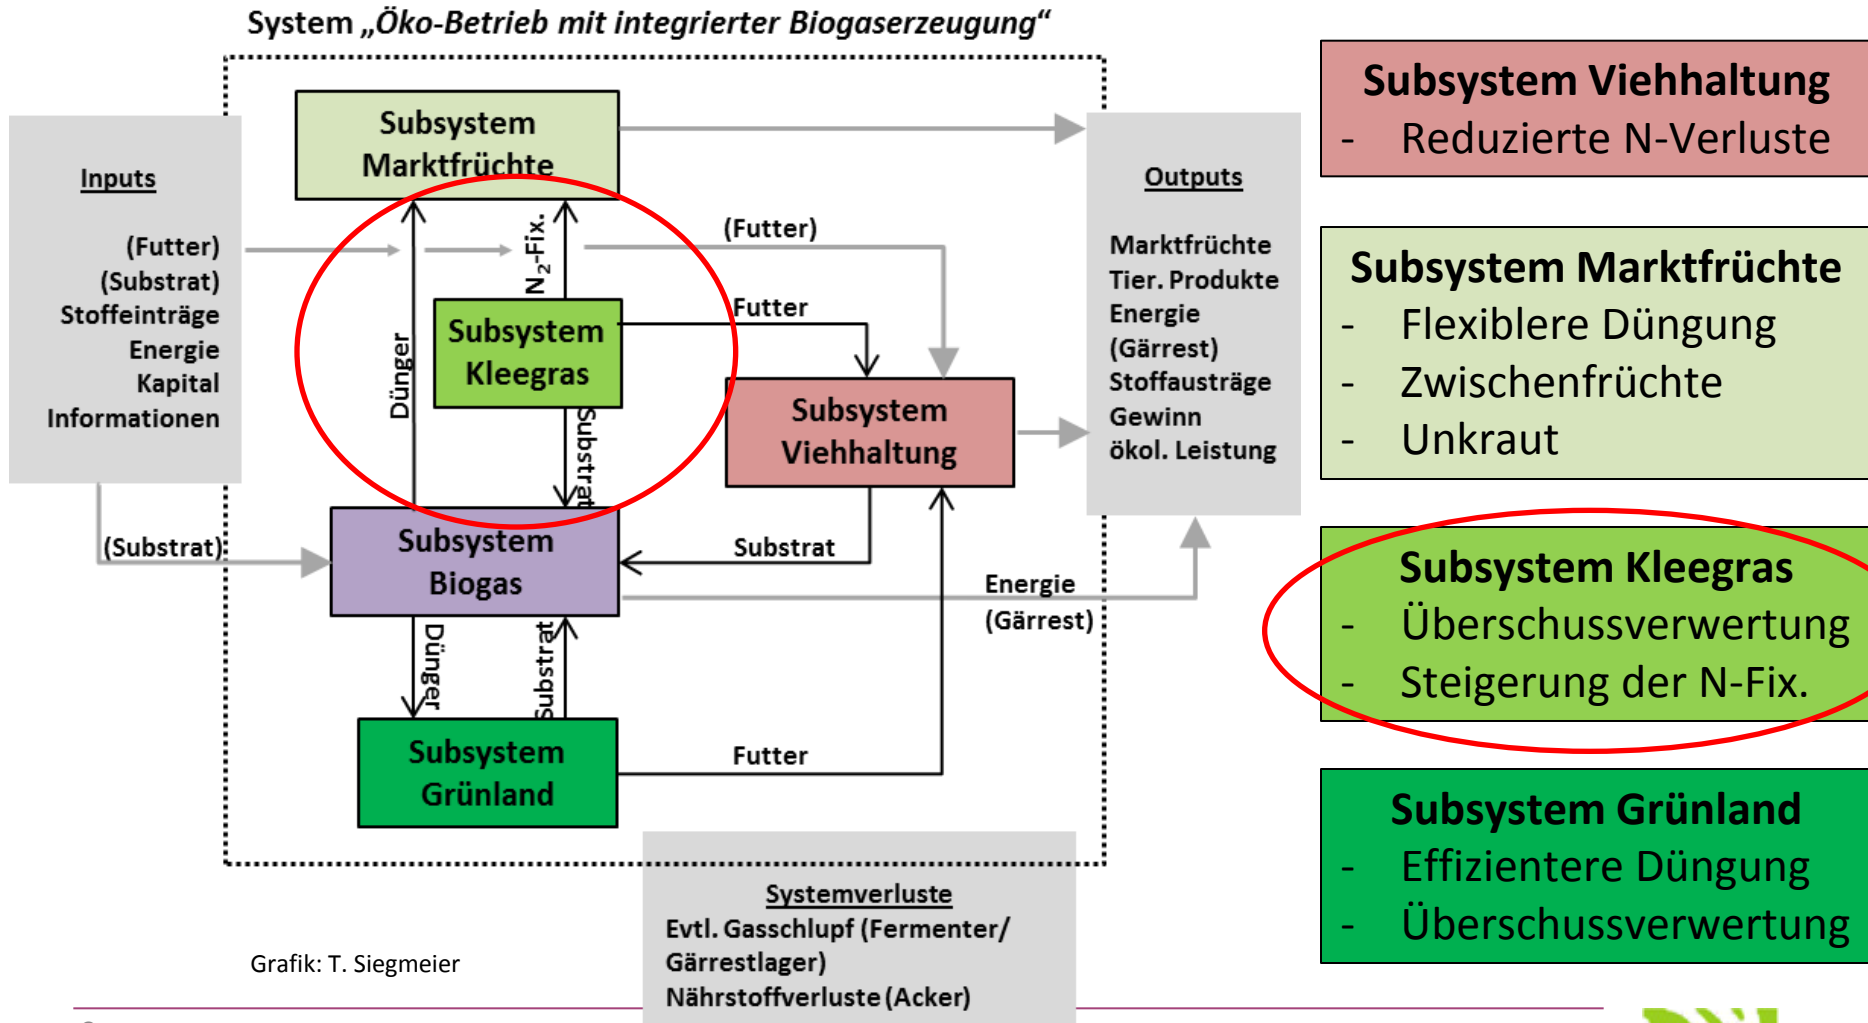 System „Öko-Betrieb mit integrierter Biogaserzeugung“
Inputs
(Futter)
(Substrat)
Stoffeinträge
Energie
Kapital
Informationen
(Substrat)
Subsystem
Marktfrüchte
Dünger
N₂-Fix.
(Futter)
Subsystem
Kleegras
Futter
Substrat
Subsystem
Viehhaltung
Subsystem
Biogas
Substrat
Energie
(Gärrest)
Dünger
Substrat
Subsystem
Grünland
Futter
Outputs
Marktfrüchte
Tier. Produkte
Energie
(Gärrest)
Stoffausträge
Gewinn
ökol. Leistung
Systemverluste
Evtl. Gasschlupf (Fermenter/
Gärrestlager)
Nährstoffverluste (Acker)
Grafik: T. Siegmeier
Subsystem Viehhaltung
- Reduzierte N-Verluste
Subsystem Marktfrüchte
- Flexiblere Düngung
- Zwischenfrüchte
- Unkraut
Subsystem Kleegras
- Überschussverwertung
- Steigerung der N-Fix.
Subsystem Grünland
- Effizientere Düngung
- Überschussverwertung